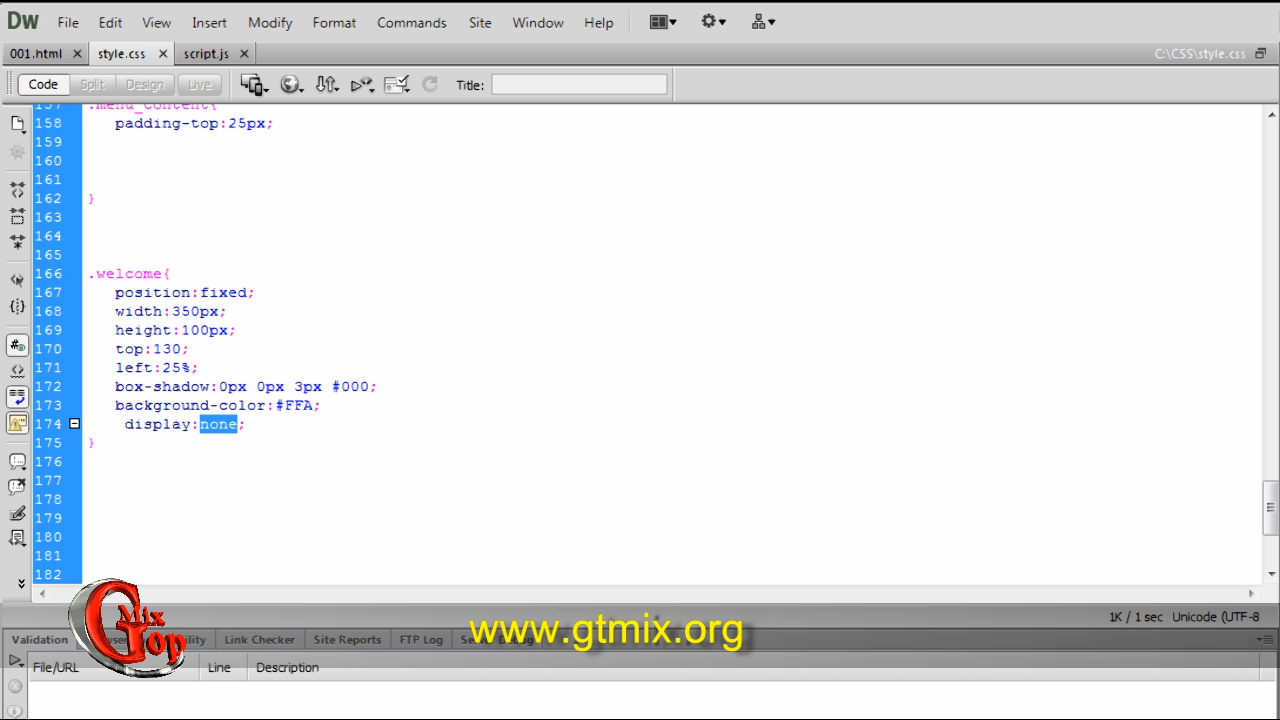 Dw File Edit View Insert Modify Format Commands Site Window Help
001.html style.css script.js C:\CSS\style.css
Code Split Design Live Title:
157 .menu_content{
158 padding-top:25px;
159
160
161
162 }
163
164
165
166 .welcome{
167 position:fixed;
168 width:350px;
169 height:100px;
170 top:130;
171 left:25%;
172 box-shadow:0px 0px 3px #000;
173 background-color:#FFA;
174 display:none;
175 }
176
177
178
179
180
181
182
1K / 1 sec Unicode (UTF-8
G Mix Top
www.gtmix.org
Validation Link Checker Site Reports FTP Log
File/URL Line Description